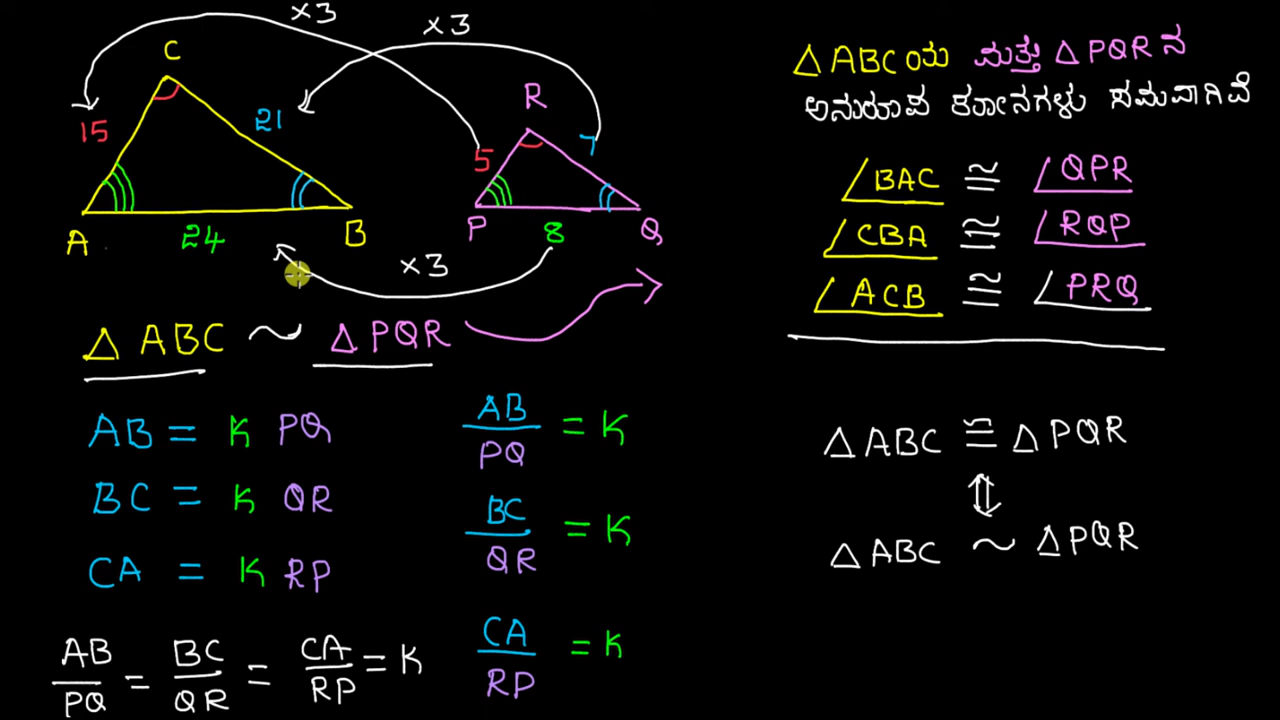 ×3
×3
C
R
15
21
5
7
A
24
B
P
8
Q
×3
△ ABC ~ △ PQR
AB = K PQ
BC = K QR
CA = K RP
AB/PQ = BC/QR = CA/RP = K
AB/PQ = K
BC/QR = K
CA/RP = K
△ABCಯ ಮತ್ತು △PQRನ
ಅನುರೂಪ ಕೋನಗಳು ಸಮವಾಗಿವೆ
∠BAC ≅ ∠QPR
∠CBA ≅ ∠RQP
∠ACB ≅ ∠PRQ
△ABC ≅ △PQR
⇕
△ABC ~ △PQR